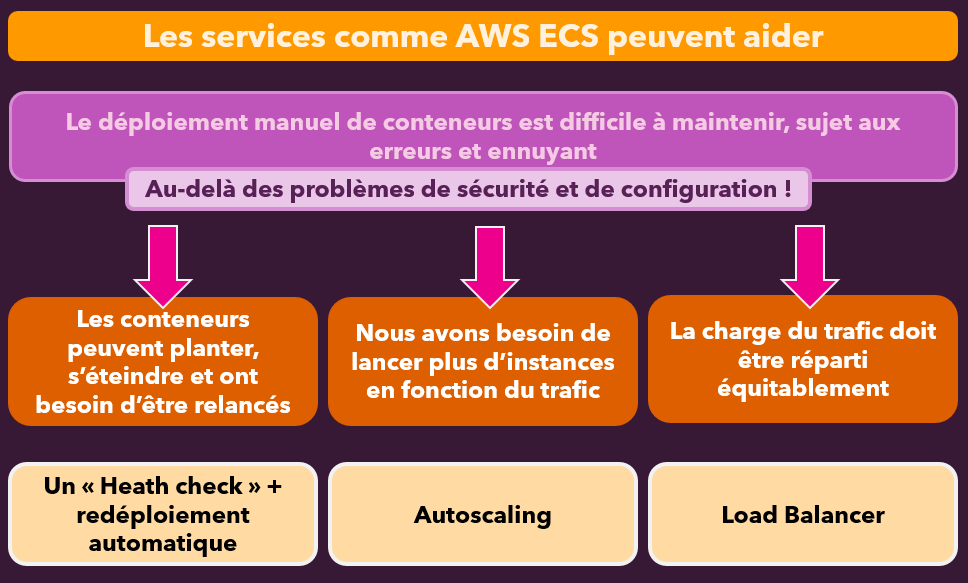 Les services comme AWS ECS peuvent aider
Le déploiement manuel de conteneurs est difficile à maintenir, sujet aux
erreurs et ennuyant
Au-delà des problèmes de sécurité et de configuration !
Les conteneurs
peuvent planter,
s’éteindre et ont
besoin d’être relancés
Nous avons besoin de
lancer plus d’instances
en fonction du trafic
La charge du trafic doit
être réparti
équitablement
Un « Heath check » +
redéploiement
automatique
Autoscaling
Load Balancer